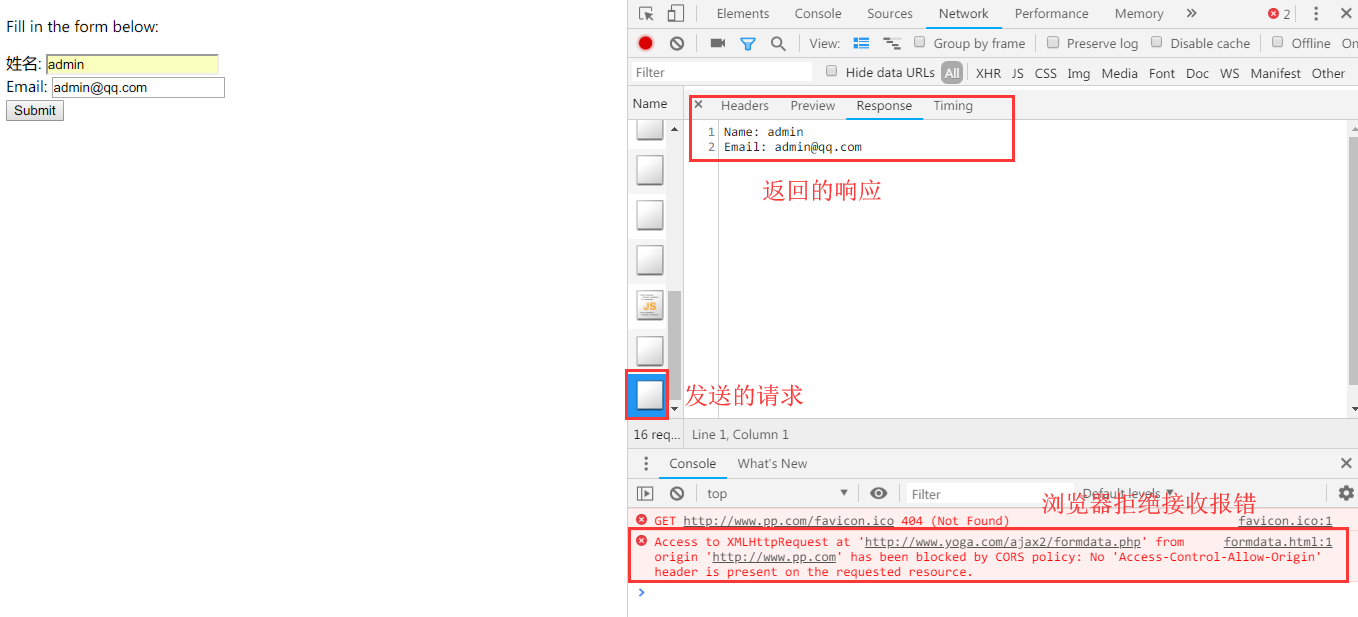 Fill in the form below:
姓名: admin
Email: admin@qq.com
Submit
Elements Console Sources Network Performance Memory » 2
View: Group by frame Preserve log Disable cache Offline On
Filter Hide data URLs All XHR JS CSS Img Media Font Doc WS Manifest Other
Name × Headers Preview Response Timing
1 Name: admin
2 Email: admin@qq.com
返回的响应
JS
发送的请求
16 req... Line 1, Column 1
Console What's New
top Filter Default levels
浏览器拒绝接收报错
GET http://www.pp.com/favicon.ico 404 (Not Found) favicon.ico:1
Access to XMLHttpRequest at 'http://www.yoga.com/ajax2/formdata.php' from formdata.html:1
origin 'http://www.pp.com' has been blocked by CORS policy: No 'Access-Control-Allow-Origin'
header is present on the requested resource.